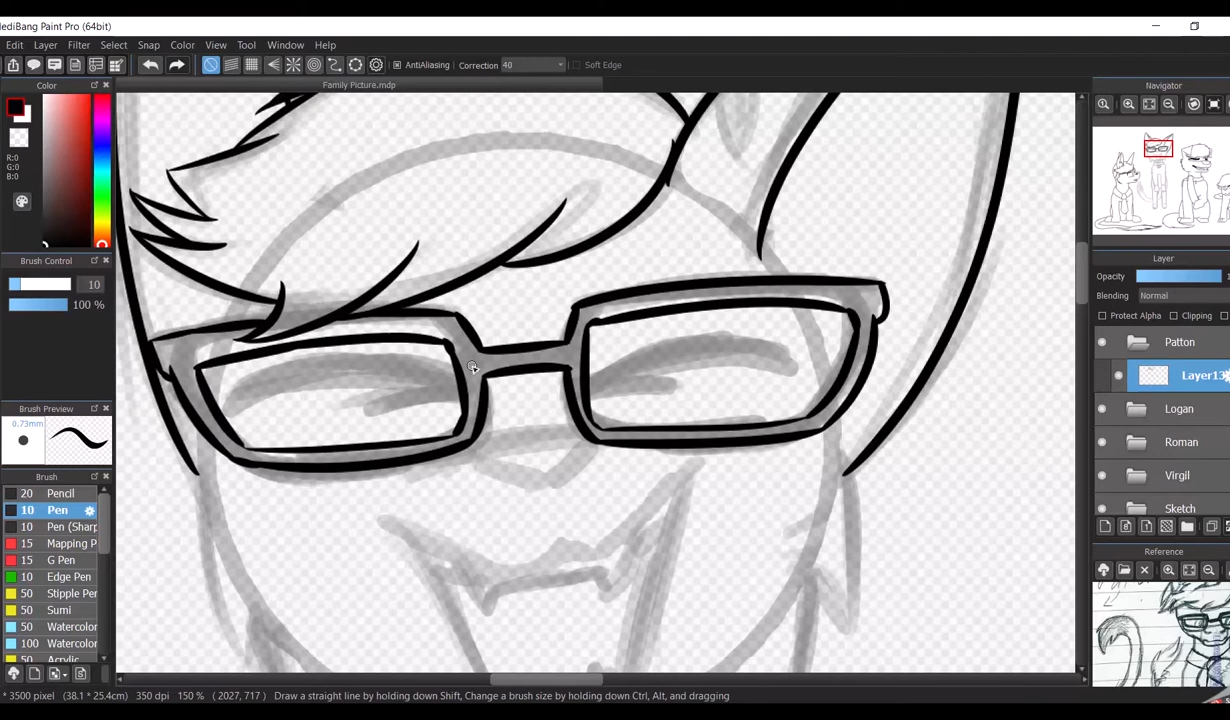 ediBang Paint Pro (64bit)
Edit Layer Filter Select Snap Color View Tool Window Help
AntiAliasing Correction 40 Soft Edge
Color
Family Picture.mdp
Navigator
R:0
G:0
B:0
Brush Control
10
100 %
Layer
Opacity
Blending Normal
Protect Alpha Clipping
Patton
Layer13
Logan
Roman
Virgil
Sketch
Brush Preview
0.73mm
Brush
20 Pencil
10 Pen
10 Pen (Sharp
15 Mapping P
15 G Pen
10 Edge Pen
50 Stipple Pen
50 Sumi
50 Watercolor
100 Watercolor
50 Acrylic
Reference
* 3500 pixel (38.1 * 25.4cm) 350 dpi 150 % ( 2027, 717 ) Draw a straight line by holding down Shift, Change a brush size by holding down Ctrl, Alt, and dragging